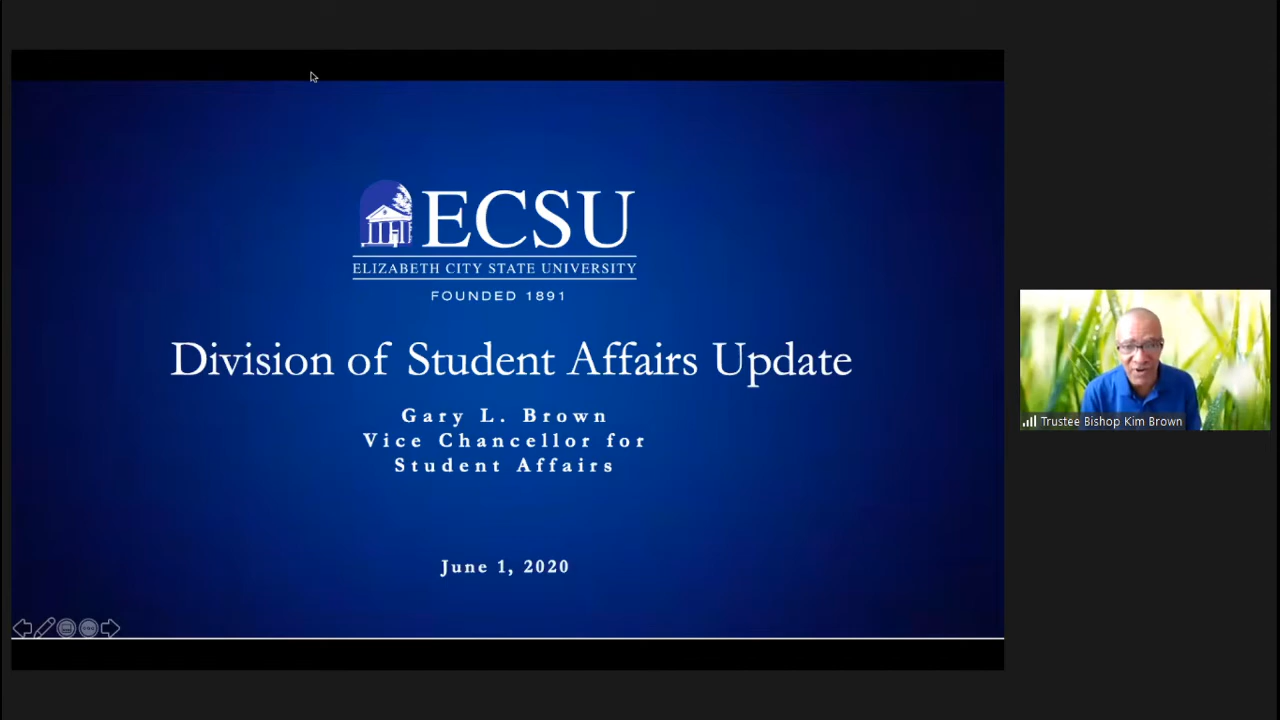 ECSU
ELIZABETH CITY STATE UNIVERSITY
FOUNDED 1891
Division of Student Affairs Update
Gary L. Brown
Vice Chancellor for
Student Affairs
June 1, 2020
Trustee Bishop Kim Brown